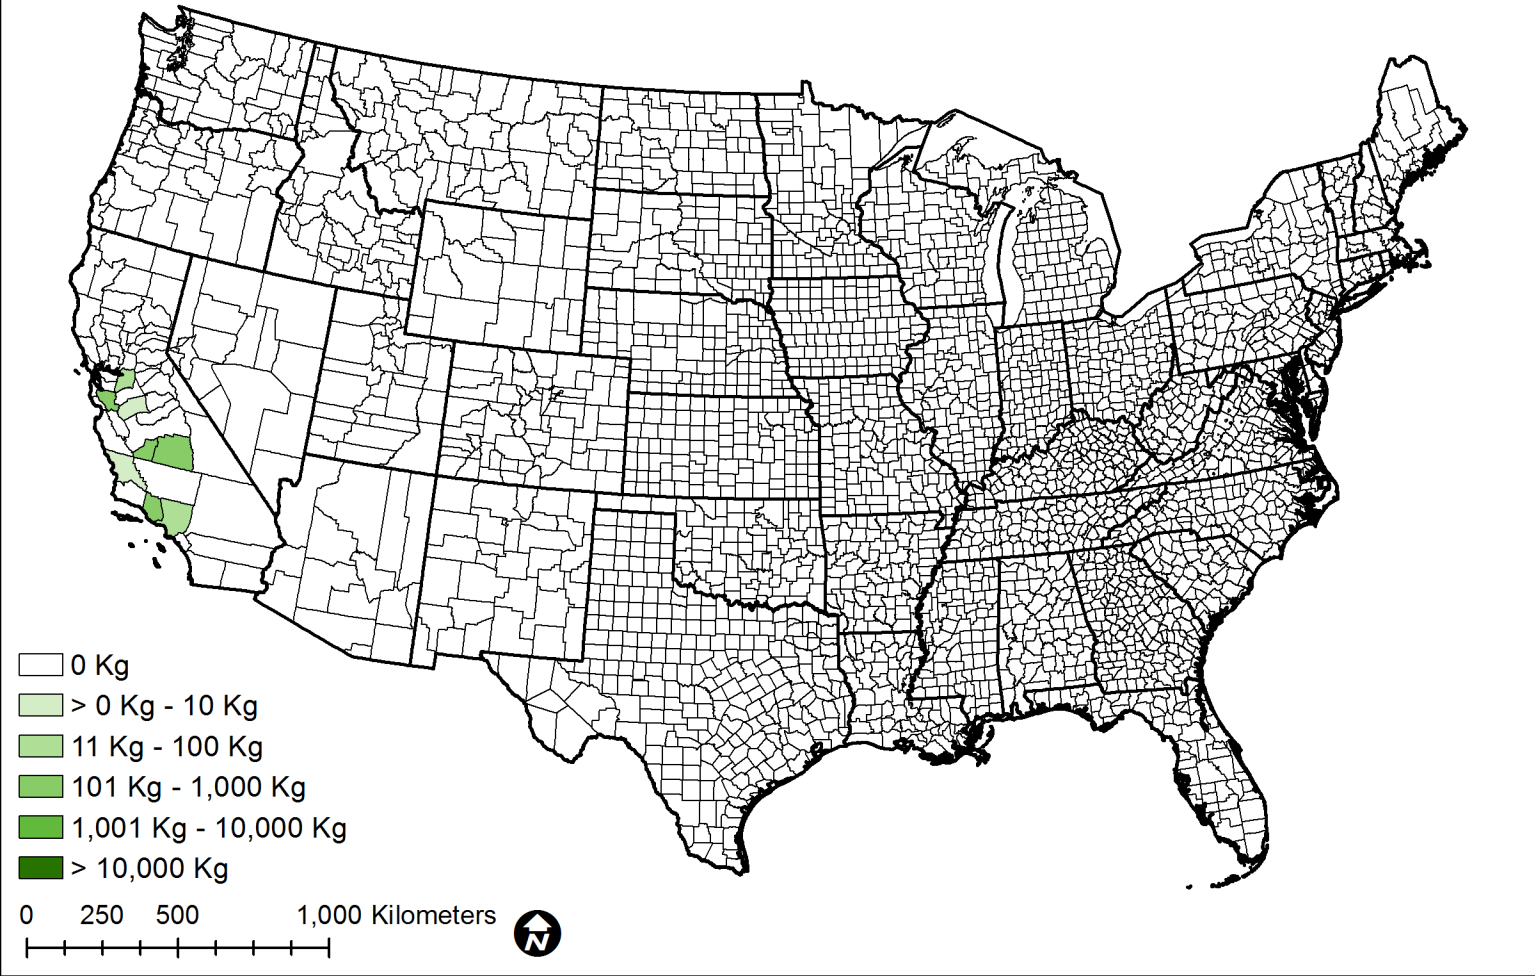 0 Kg
> 0 Kg - 10 Kg
11 Kg - 100 Kg
101 Kg - 1,000 Kg
1,001 Kg - 10,000 Kg
> 10,000 Kg
0 250 500 1,000 Kilometers
N